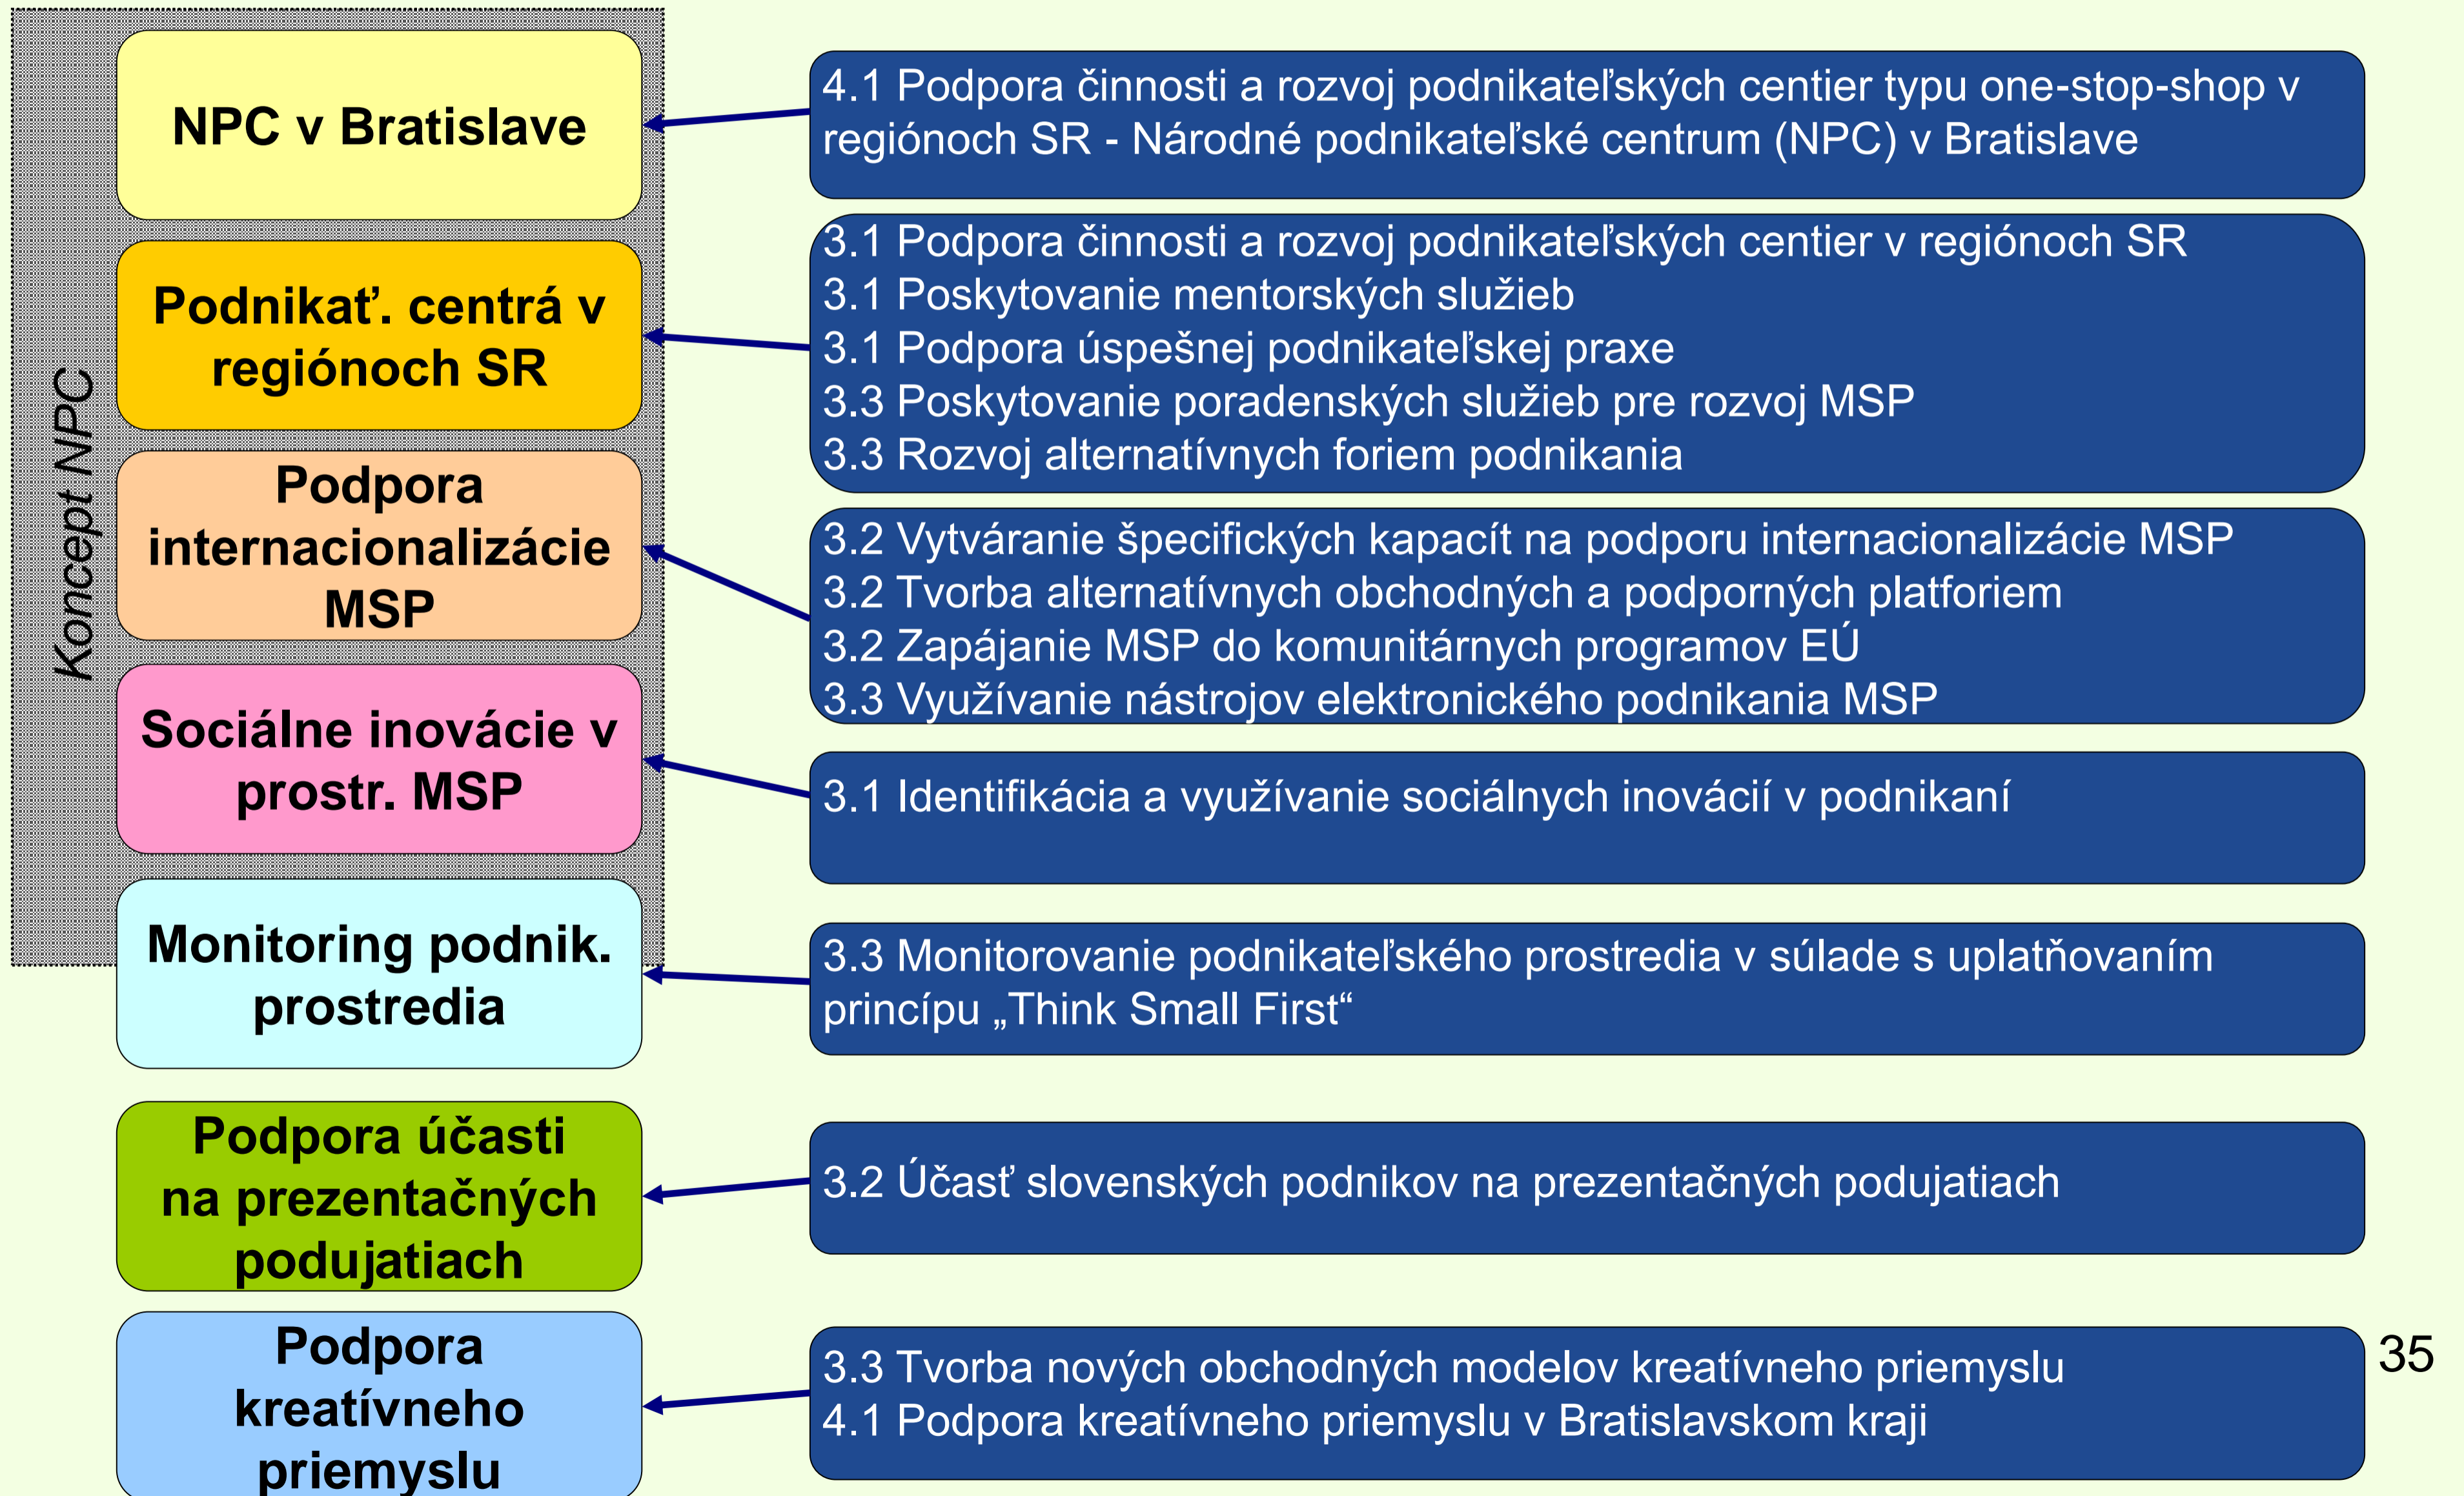 Koncept NPC
NPC v Bratislave
4.1 Podpora činnosti a rozvoj podnikateľských centier typu one-stop-shop v
regiónoch SR - Národné podnikateľské centrum (NPC) v Bratislave
Podnikať. centrá v
regiónoch SR
3.1 Podpora činnosti a rozvoj podnikateľských centier v regiónoch SR
3.1 Poskytovanie mentorských služieb
3.1 Podpora úspešnej podnikateľskej praxe
3.3 Poskytovanie poradenských služieb pre rozvoj MSP
3.3 Rozvoj alternatívnych foriem podnikania
Podpora
internacionalizácie
MSP
3.2 Vytváranie špecifických kapacít na podporu internacionalizácie MSP
3.2 Tvorba alternatívnych obchodných a podporných platforiem
3.2 Zapájanie MSP do komunitárnych programov EÚ
3.3 Využívanie nástrojov elektronického podnikania MSP
Sociálne inovácie v
prostr. MSP
3.1 Identifikácia a využívanie sociálnych inovácií v podnikaní
Monitoring podnik.
prostredia
3.3 Monitorovanie podnikateľského prostredia v súlade s uplatňovaním
princípu „Think Small First“
Podpora účasti
na prezentačných
podujatiach
3.2 Účasť slovenských podnikov na prezentačných podujatiach
Podpora
kreatívneho
priemyslu
3.3 Tvorba nových obchodných modelov kreatívneho priemyslu
4.1 Podpora kreatívneho priemyslu v Bratislavskom kraji
35